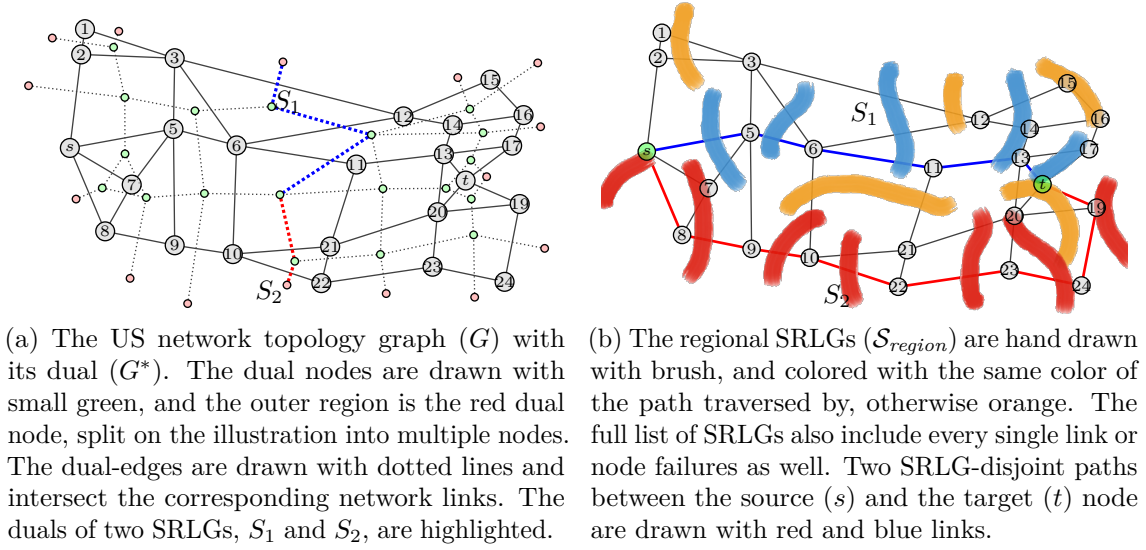 1
2
3
15
S₁
12
14
16
s
5
6
13
17
11
7
t
8
20
19
9
10
21
23
22
24
S₂
1
2
3
15
S₁
12
14
16
s
5
6
13
17
11
7
t
8
20
19
9
10
21
23
22
24
S₂
(a) The US network topology graph (G) with
its dual (G*). The dual nodes are drawn with
small green, and the outer region is the red dual
node, split on the illustration into multiple nodes.
The dual-edges are drawn with dotted lines and
intersect the corresponding network links. The
duals of two SRLGs, S₁ and S₂, are highlighted.
(b) The regional SRLGs (𝒮region) are hand drawn
with brush, and colored with the same color of
the path traversed by, otherwise orange. The
full list of SRLGs also include every single link or
node failures as well. Two SRLG-disjoint paths
between the source (s) and the target (t) node
are drawn with red and blue links.